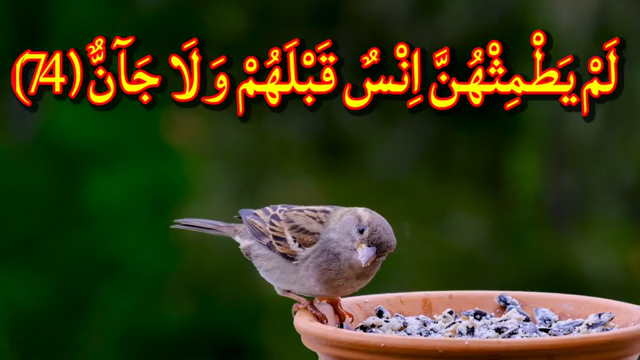 لَمْ يَطْمِثْهُنَّ اِنْسٌ قَبْلَهُمْ وَلَا جَآنٌّ (74)